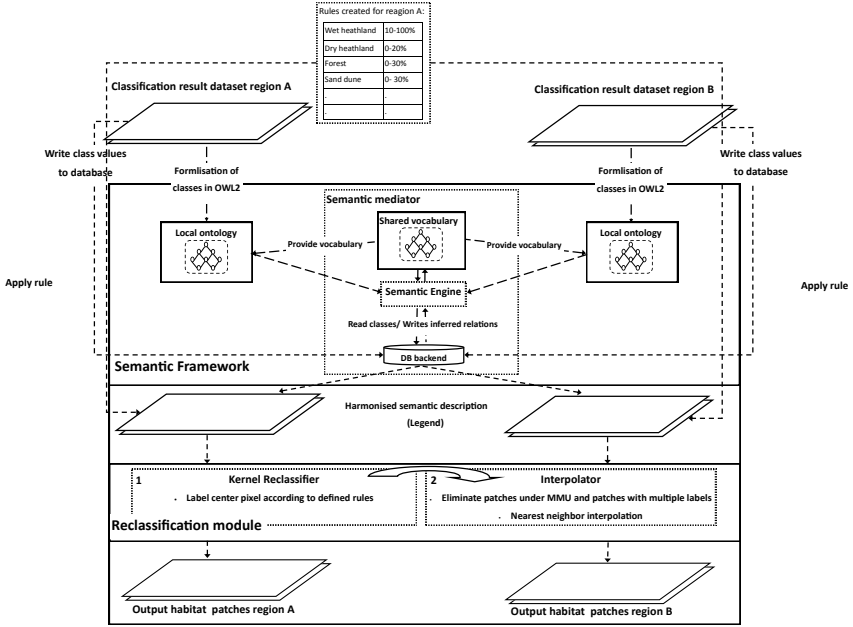 Rules created for reagion A:
Wet heathland 10-100%
Dry heathland 0-20%
Forest 0-30%
Sand dune 0- 30%
. .
. .
Classification result dataset region A
Classification result dataset region B
Write class values
to database
Formlisation of
classes in OWL2
Formlisation of
classes in OWL2
Write class values
to database
Semantic mediator
Local ontology
Shared vocabulary
Local ontology
Provide vocabulary
Provide vocabulary
Apply rule
Semantic Engine
Apply rule
Read classes/ Writes inferred relations
DB backend
Semantic Framework
Harmonised semantic description
(Legend)
1 Kernel Reclassifier
. Label center pixel according to defined rules
2 Interpolator
. Eliminate patches under MMU and patches with multiple labels
. Nearest neighbor interpolation
Reclassification module
Output habitat patches region A
Output habitat patches region B